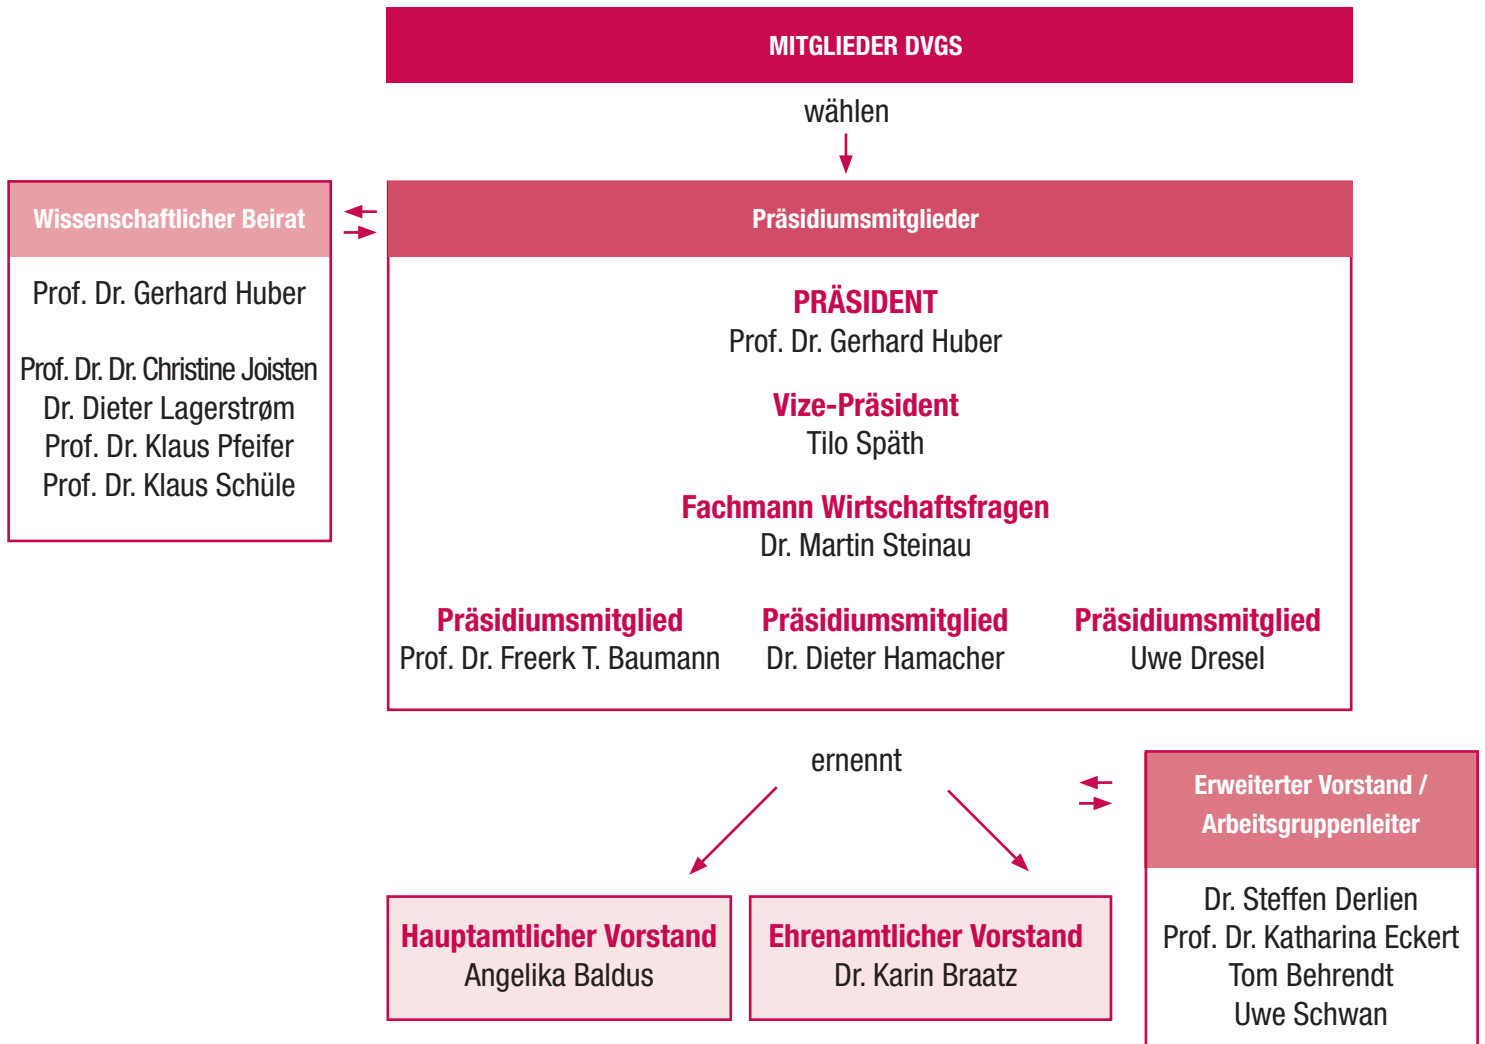 MITGLIEDER DVGS
wählen
Wissenschaftlicher Beirat
Prof. Dr. Gerhard Huber
Prof. Dr. Dr. Christine Joisten
Dr. Dieter Lagerstrøm
Prof. Dr. Klaus Pfeifer
Prof. Dr. Klaus Schüle
Präsidiumsmitglieder
PRÄSIDENT
Prof. Dr. Gerhard Huber
Vize-Präsident
Tilo Späth
Fachmann Wirtschaftsfragen
Dr. Martin Steinau
Präsidiumsmitglied
Prof. Dr. Freerk T. Baumann
Präsidiumsmitglied
Dr. Dieter Hamacher
Präsidiumsmitglied
Uwe Dresel
ernennt
Hauptamtlicher Vorstand
Angelika Baldus
Ehrenamtlicher Vorstand
Dr. Karin Braatz
Erweiterter Vorstand /
Arbeitsgruppenleiter
Dr. Steffen Derlien
Prof. Dr. Katharina Eckert
Tom Behrendt
Uwe Schwan